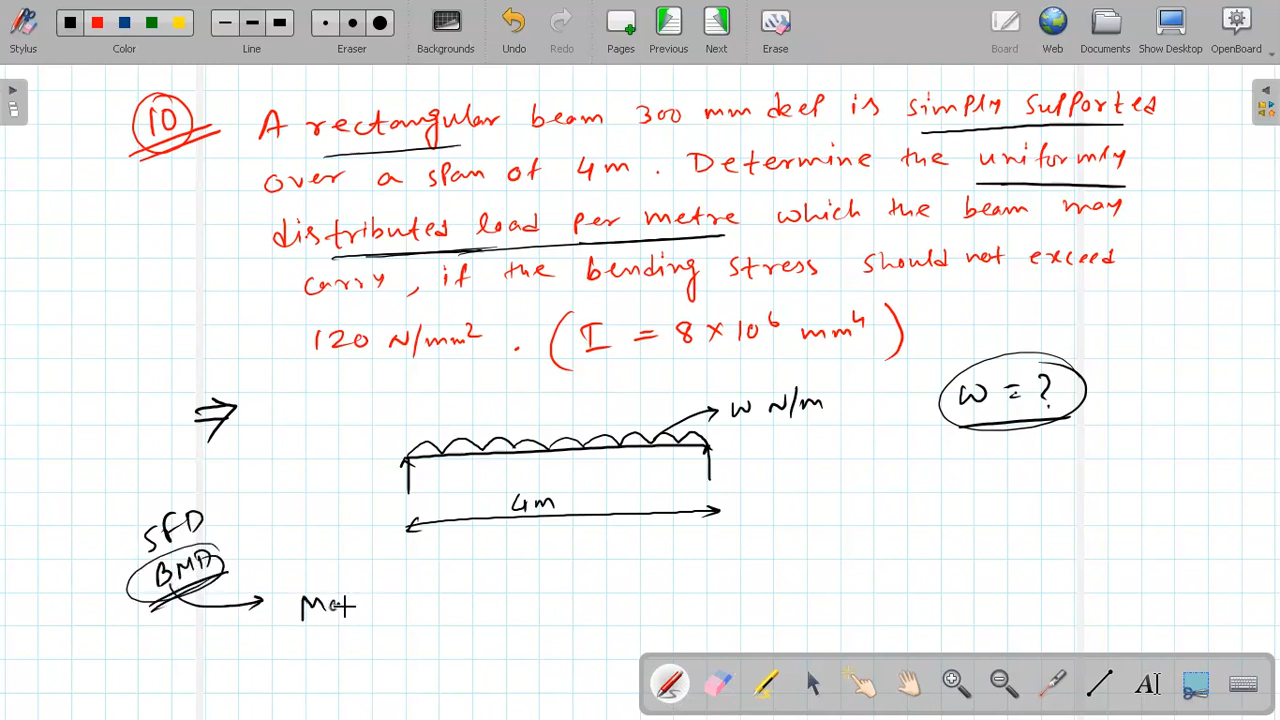 Stylus Color Line Eraser Backgrounds Undo Redo Pages Previous Next Erase Board Web Documents Show Desktop OpenBoard
10 A rectangular beam 300 mm deep is simply supported
over a span of 4m. Determine the uniformly
distributed load per metre which the beam may
carry, if the bending stress should not exceed
120 N/mm². (I = 8×10⁶ mm⁴)
w = ?
⇒
w N/m
4m
SFD
BMD